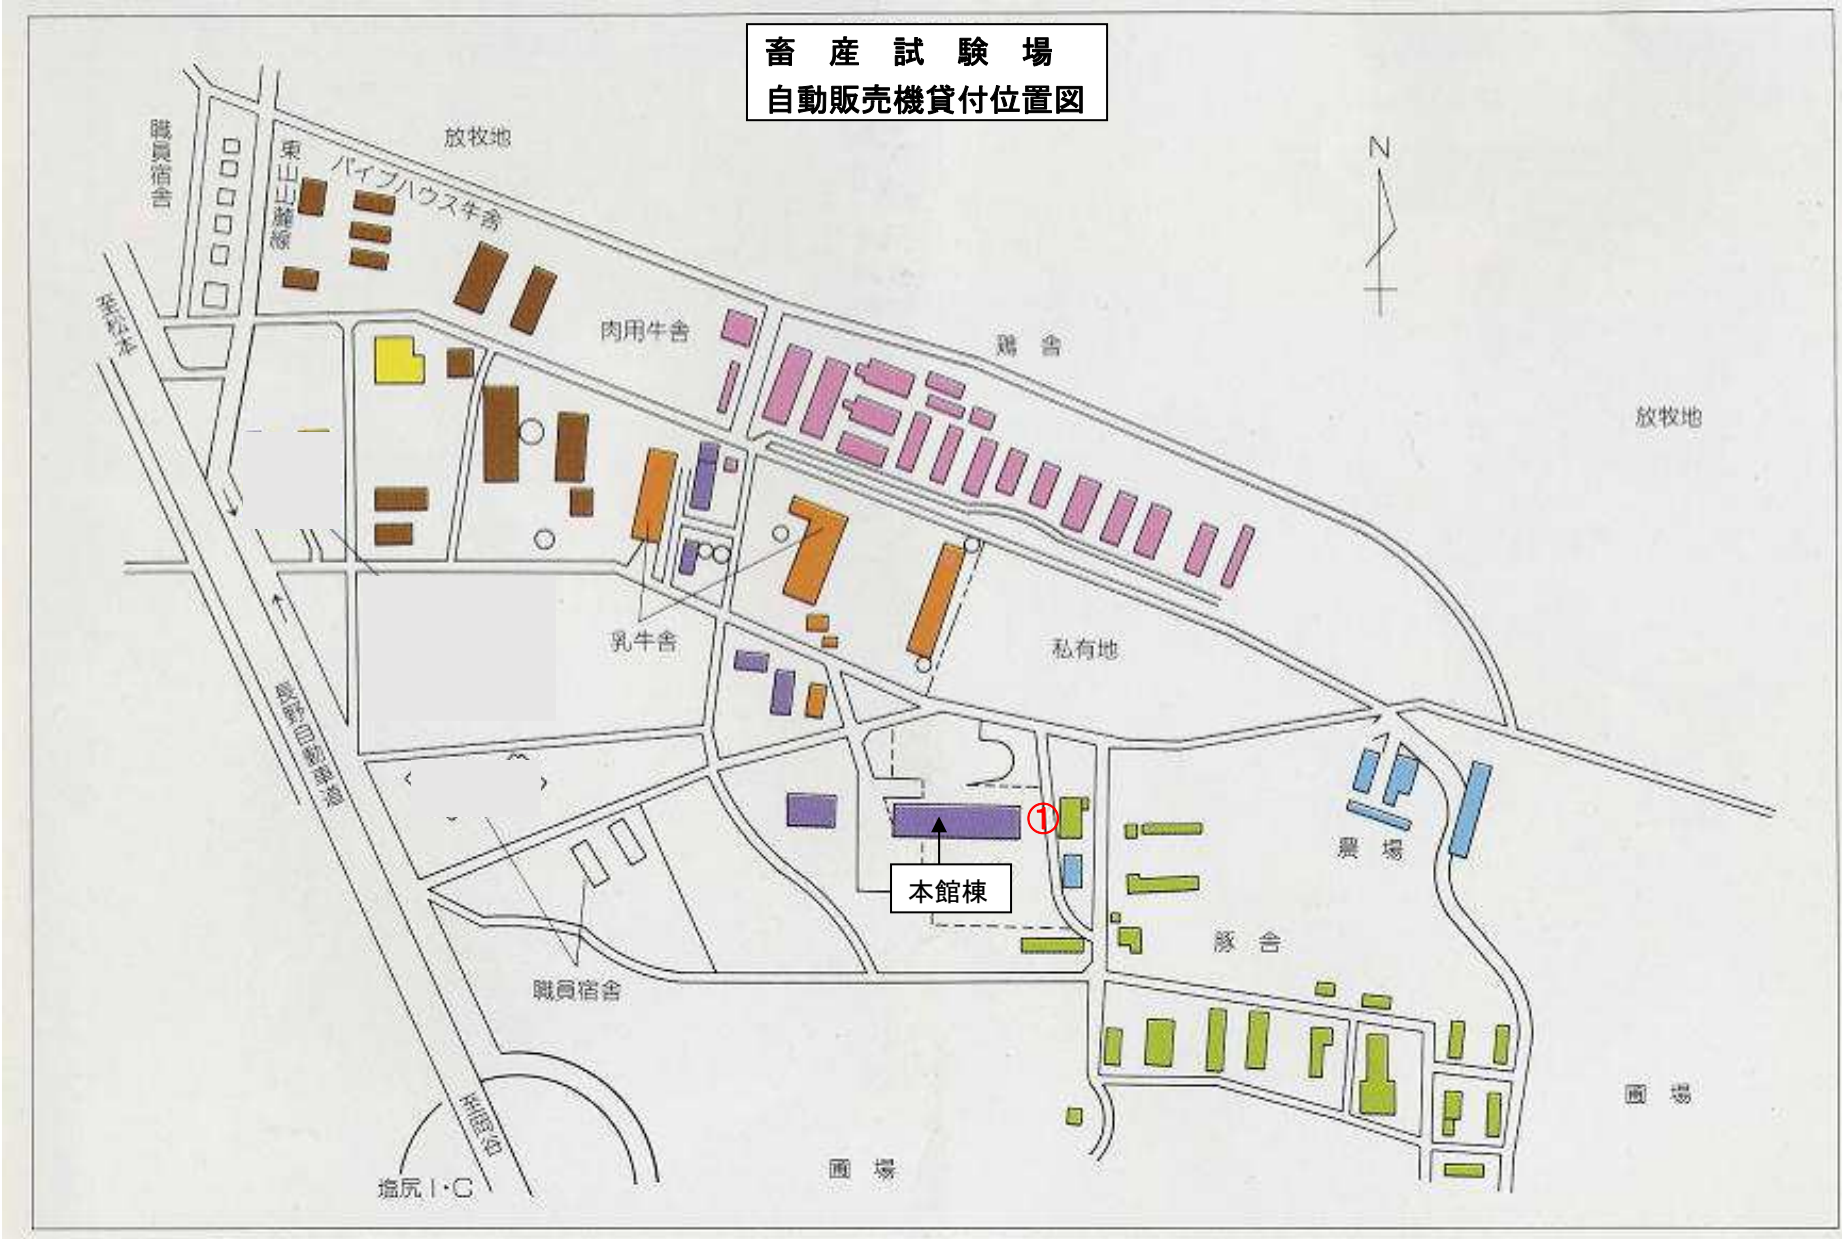 畜産試験場
自動販売機貸付位置図
放牧地
N
職員宿舎
東山山麓線
パイプハウス牛舎
至松本
肉用牛舎
鶏舎
放牧地
乳牛舎
私有地
長野自動車道
①
本館棟
農場
豚舎
職員宿舎
至岡谷
塩尻I・C
圃場
圃場